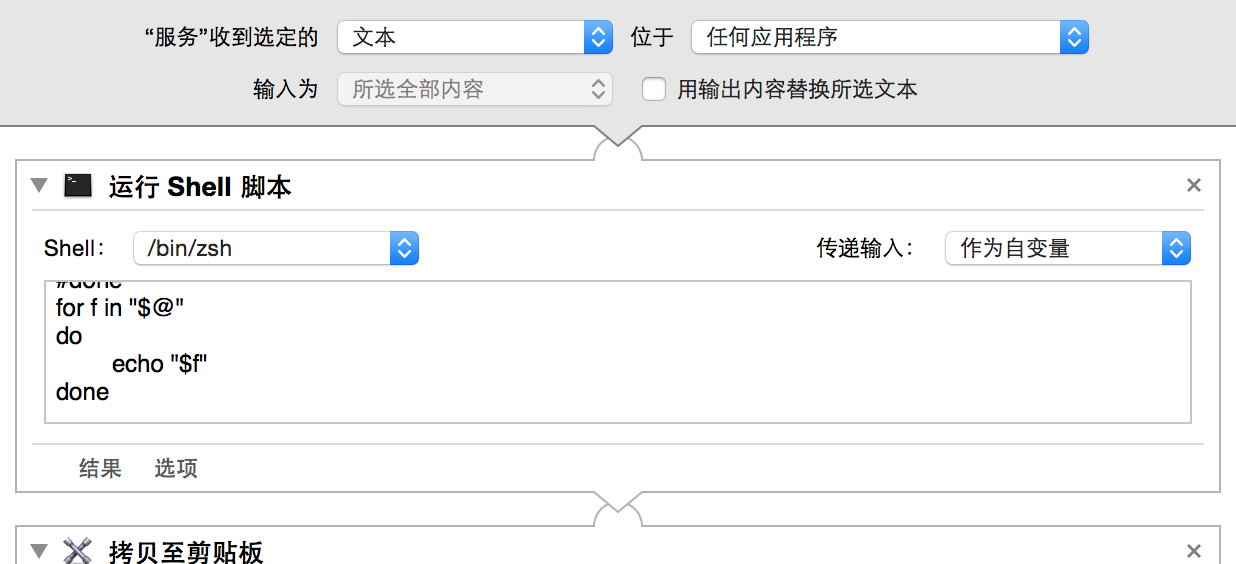 “服务”收到选定的 文本 位于 任何应用程序
输入为 所选全部内容 用输出内容替换所选文本
运行 Shell 脚本
Shell： /bin/zsh 传递输入： 作为自变量
#done
for f in "$@"
do
echo "$f"
done
结果 选项
拷贝至剪贴板